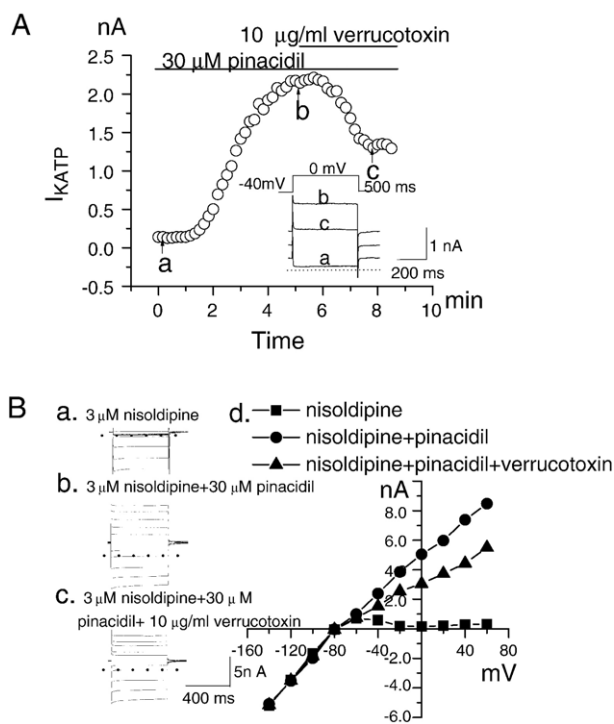 A
nA
10 μg/ml verrucotoxin
30 μM pinacidil
2.5
2.0
1.5
1.0
0.5
0.0
-0.5
I_KATP
a
b
c
0 mV
-40mV
500 ms
b
c
a
1 nA
200 ms
0 2 4 6 8 10
min
Time
B
a. 3 μM nisoldipine
b. 3 μM nisoldipine+30 μM pinacidil
c. 3 μM nisoldipine+30 μ M
pinacidil+ 10 μg/ml verrucotoxin
5n A
400 ms
d.
nisoldipine
nisoldipine+pinacidil
nisoldipine+pinacidil+verrucotoxin
nA
8.0
6.0
4.0
2.0
0.0
-2.0
-4.0
-6.0
-160 -120 -80 -40 40 80
mV